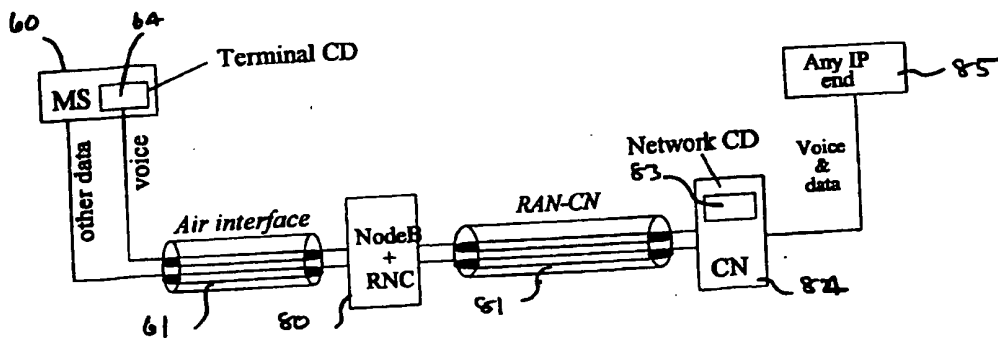 60
64
Terminal CD
MS
other data
voice
Air interface
61
NodeB
+
RNC
80
RAN-CN
81
Network CD
83
CN
Voice
&
data
Any IP
end
85